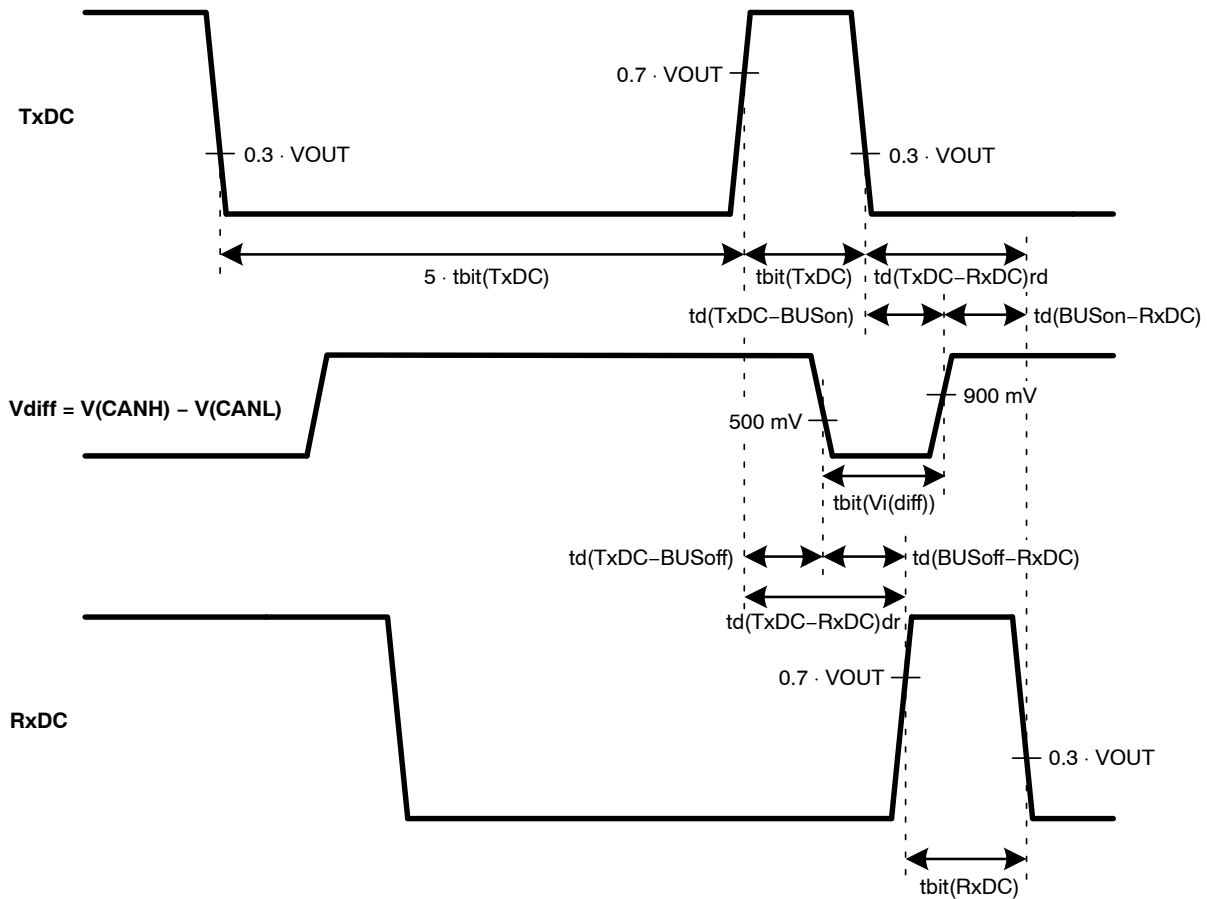 0.7 · VOUT
TxDC
0.3 · VOUT
0.3 · VOUT
5 · tbit(TxDC)
tbit(TxDC)
td(TxDC−RxDC)rd
td(TxDC−BUSon)
td(BUSon−RxDC)
Vdiff = V(CANH) − V(CANL)
900 mV
500 mV
tbit(Vi(diff))
td(TxDC−BUSoff)
td(BUSoff−RxDC)
td(TxDC−RxDC)dr
0.7 · VOUT
RxDC
0.3 · VOUT
tbit(RxDC)